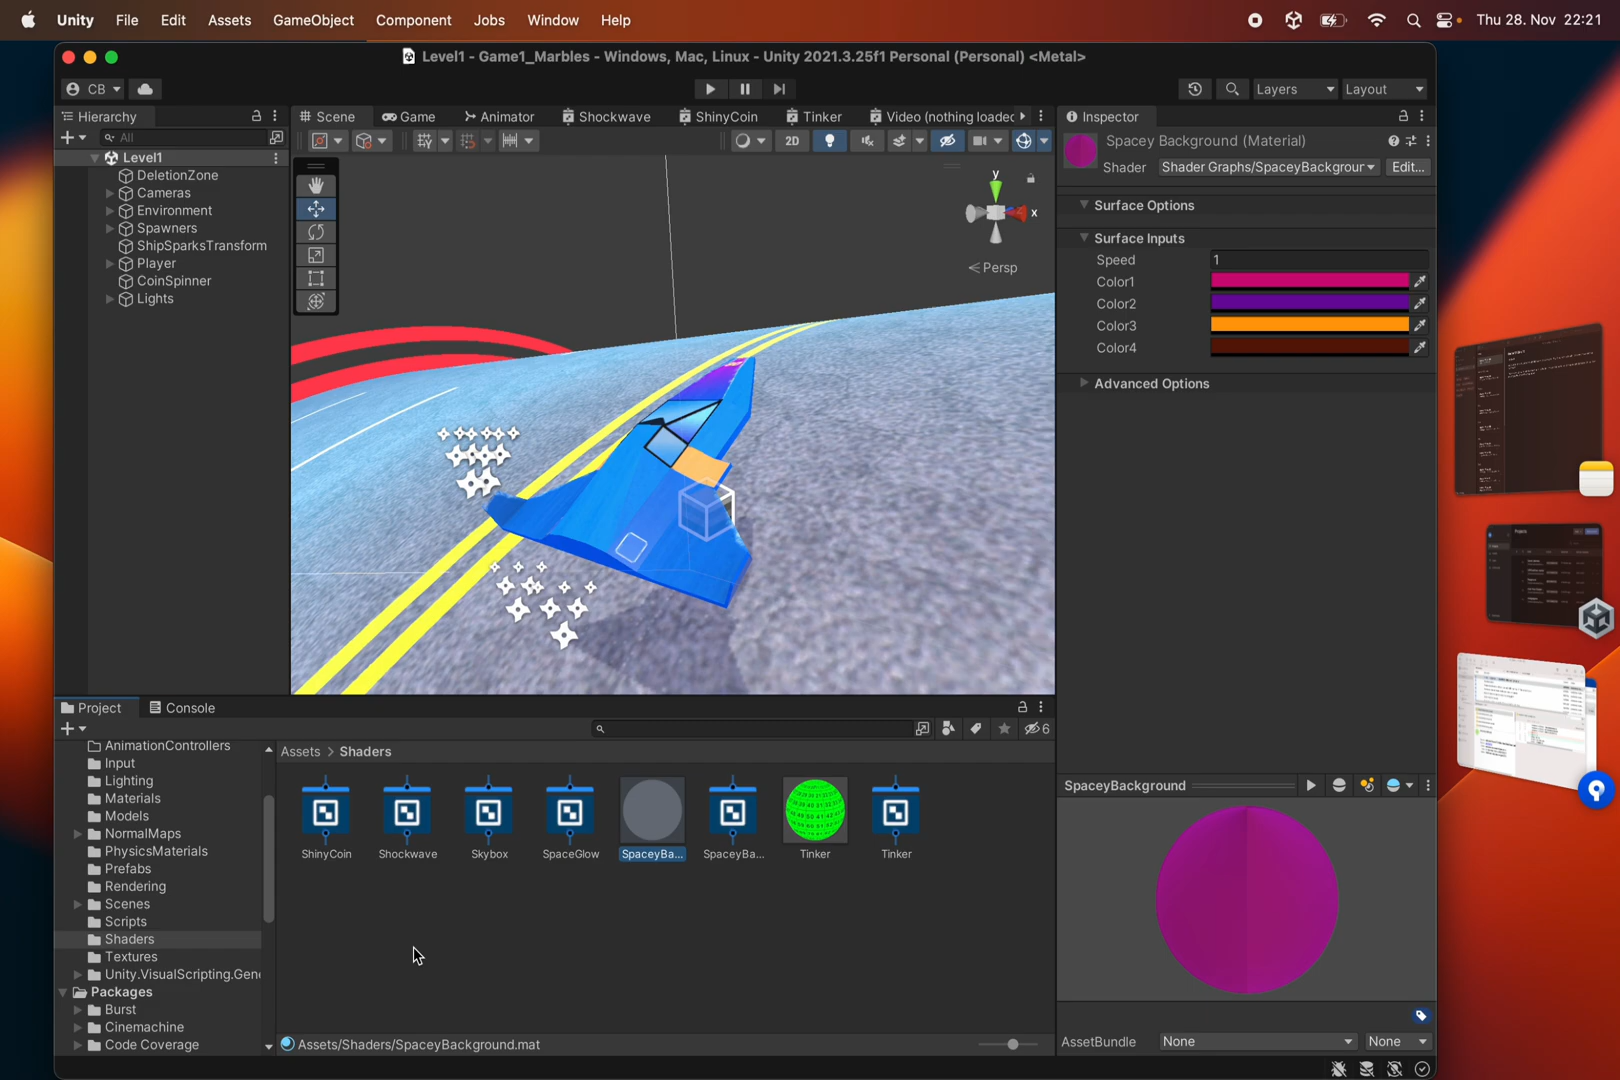 Unity File Edit Assets GameObject Component Jobs Window Help Thu 28. Nov 22:21
Level1 - Game1_Marbles - Windows, Mac, Linux - Unity 2021.3.25f1 Personal (Personal) <Metal>
CB Layers Layout
Hierarchy
All
Level1
DeletionZone
Cameras
Environment
Spawners
ShipSparksTransform
Player
CoinSpinner
Lights
Scene Game Animator Shockwave ShinyCoin Tinker Video (nothing loaded
2D
y
x
Persp
Inspector
Spacey Background (Material)
Shader Shader Graphs/SpaceyBackgrour Edit...
Surface Options
Surface Inputs
Speed 1
Color1
Color2
Color3
Color4
Advanced Options
Project Console
6
AnimationControllers
Input
Lighting
Materials
Models
NormalMaps
PhysicsMaterials
Prefabs
Rendering
Scenes
Scripts
Shaders
Textures
Unity.VisualScripting.Gene
Packages
Burst
Cinemachine
Code Coverage
Assets > Shaders
ShinyCoin Shockwave Skybox SpaceGlow SpaceyBa... SpaceyBa... Tinker Tinker
Assets/Shaders/SpaceyBackground.mat
SpaceyBackground
AssetBundle None None